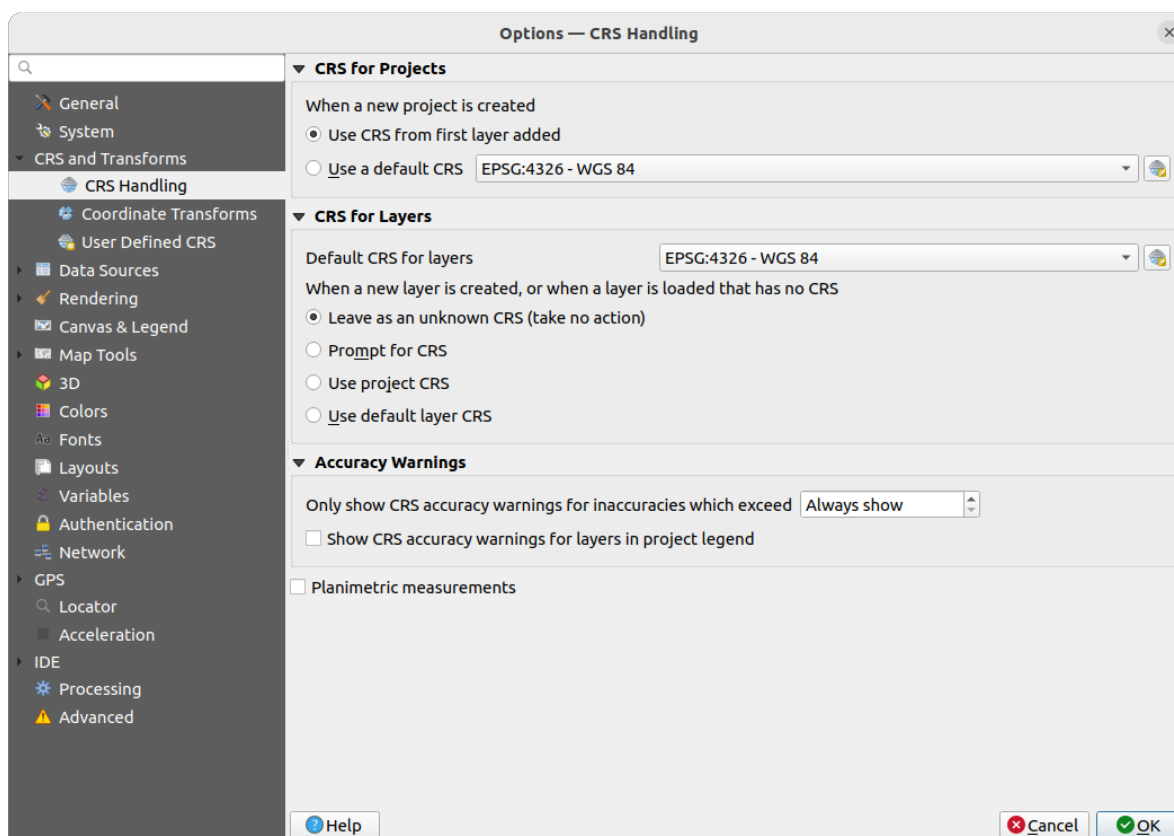 Options — CRS Handling
General
System
CRS and Transforms
CRS Handling
Coordinate Transforms
User Defined CRS
Data Sources
Rendering
Canvas & Legend
Map Tools
3D
Colors
Fonts
Layouts
Variables
Authentication
Network
GPS
Locator
Acceleration
IDE
Processing
Advanced
CRS for Projects
When a new project is created
Use CRS from first layer added
Use a default CRS EPSG:4326 - WGS 84
CRS for Layers
Default CRS for layers EPSG:4326 - WGS 84
When a new layer is created, or when a layer is loaded that has no CRS
Leave as an unknown CRS (take no action)
Prompt for CRS
Use project CRS
Use default layer CRS
Accuracy Warnings
Only show CRS accuracy warnings for inaccuracies which exceed Always show
Show CRS accuracy warnings for layers in project legend
Planimetric measurements
Help Cancel OK